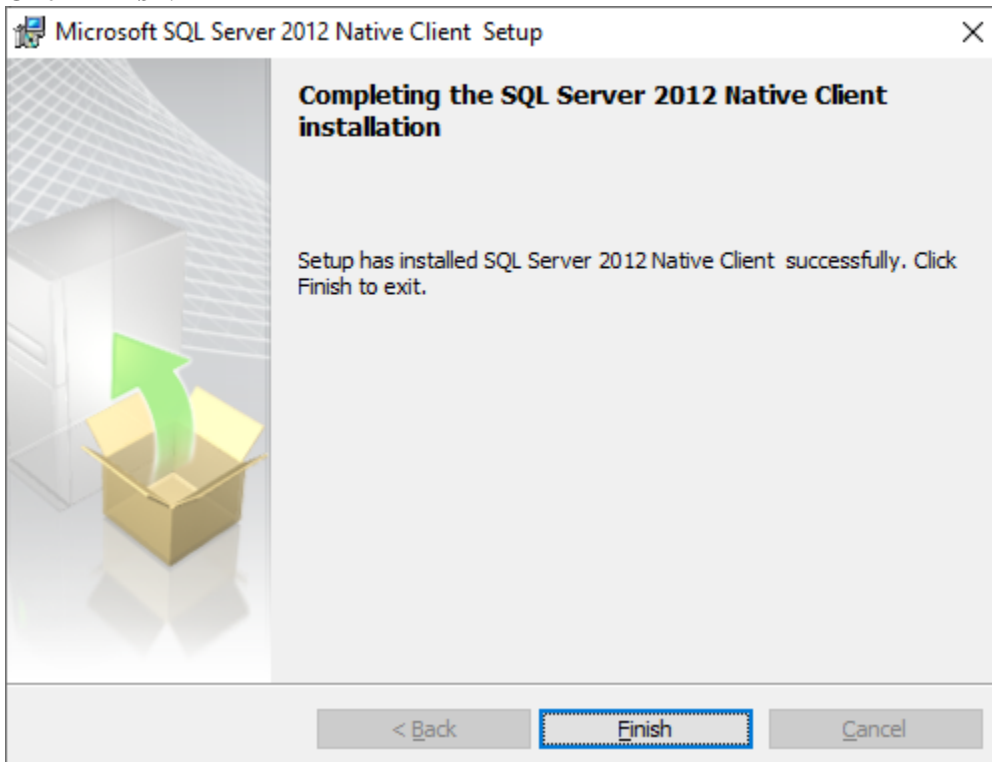 Microsoft SQL Server 2012 Native Client Setup
Completing the SQL Server 2012 Native Client
installation
Setup has installed SQL Server 2012 Native Client successfully. Click
Finish to exit.
< Back
Finish
Cancel